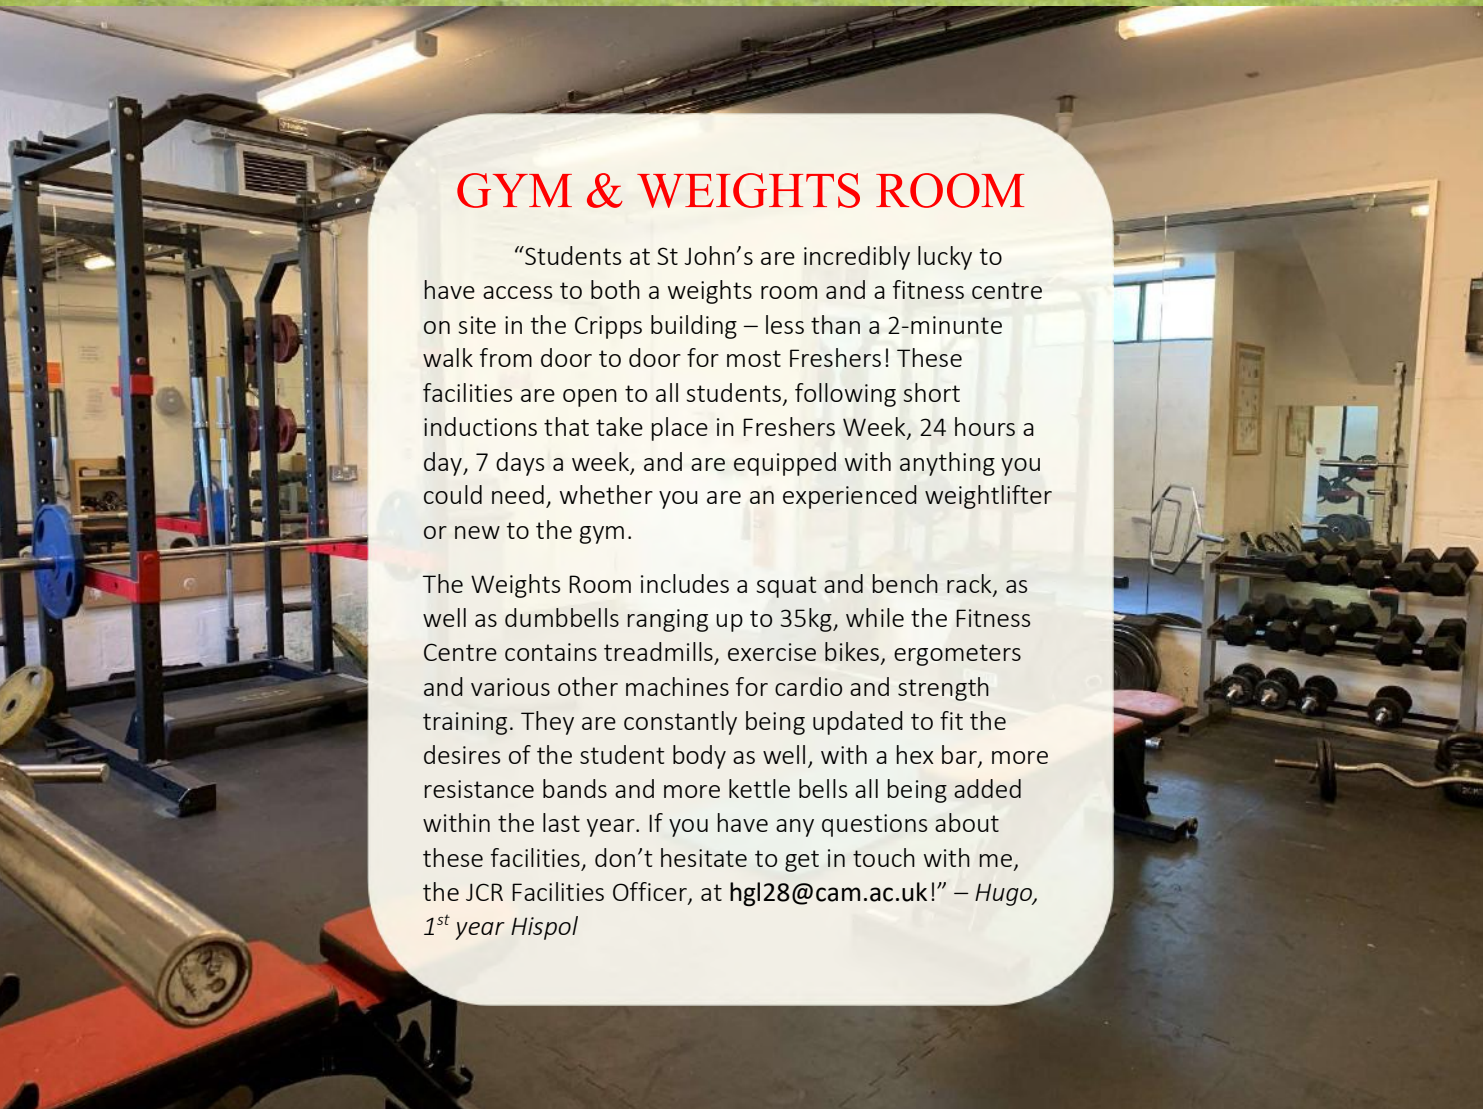 GYM & WEIGHTS ROOM
“Students at St John’s are incredibly lucky to
have access to both a weights room and a fitness centre
on site in the Cripps building – less than a 2-minunte
walk from door to door for most Freshers! These
facilities are open to all students, following short
inductions that take place in Freshers Week, 24 hours a
day, 7 days a week, and are equipped with anything you
could need, whether you are an experienced weightlifter
or new to the gym.
The Weights Room includes a squat and bench rack, as
well as dumbbells ranging up to 35kg, while the Fitness
Centre contains treadmills, exercise bikes, ergometers
and various other machines for cardio and strength
training. They are constantly being updated to fit the
desires of the student body as well, with a hex bar, more
resistance bands and more kettle bells all being added
within the last year. If you have any questions about
these facilities, don’t hesitate to get in touch with me,
the JCR Facilities Officer, at hgl28@cam.ac.uk!” – Hugo,
1st year Hispol